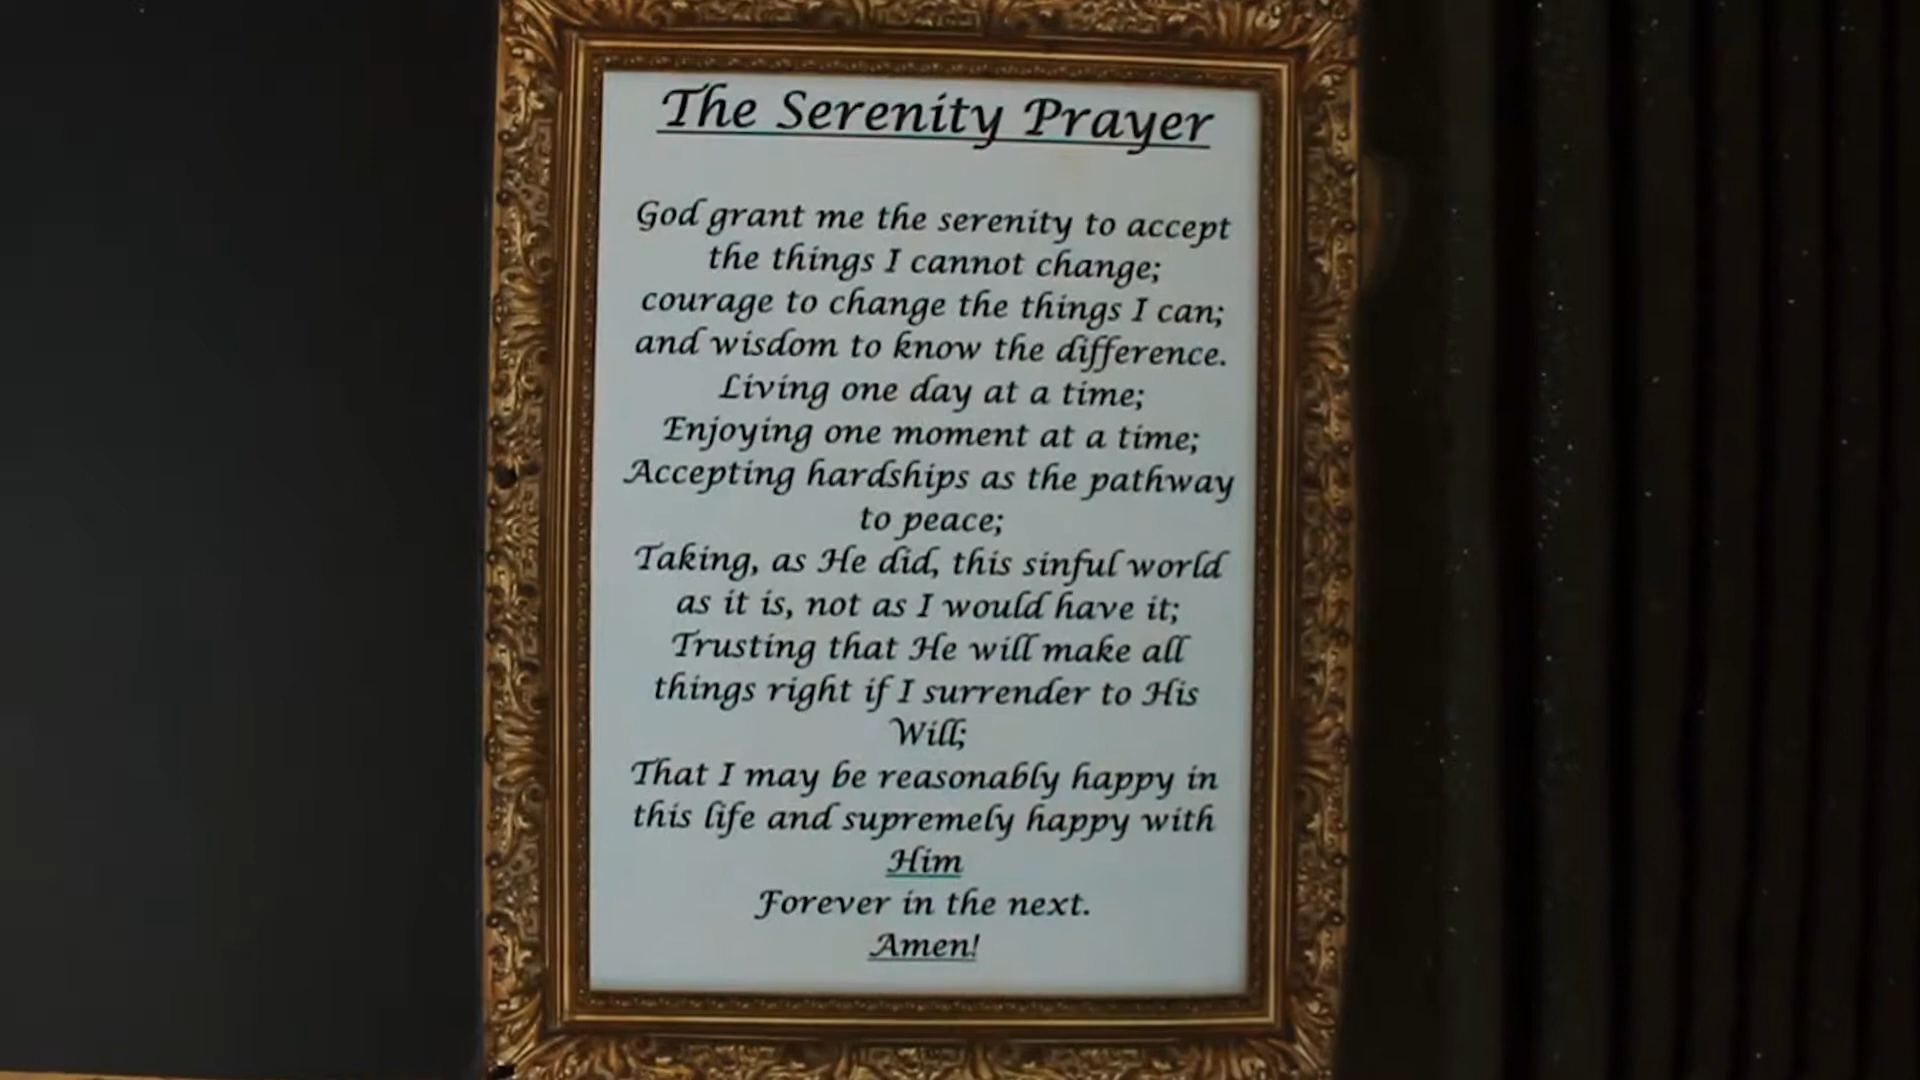 The Serenity Prayer
God grant me the serenity to accept
the things I cannot change;
courage to change the things I can;
and wisdom to know the difference.
Living one day at a time;
Enjoying one moment at a time;
Accepting hardships as the pathway
to peace;
Taking, as He did, this sinful world
as it is, not as I would have it;
Trusting that He will make all
things right if I surrender to His
Will;
That I may be reasonably happy in
this life and supremely happy with
Him
Forever in the next.
Amen!